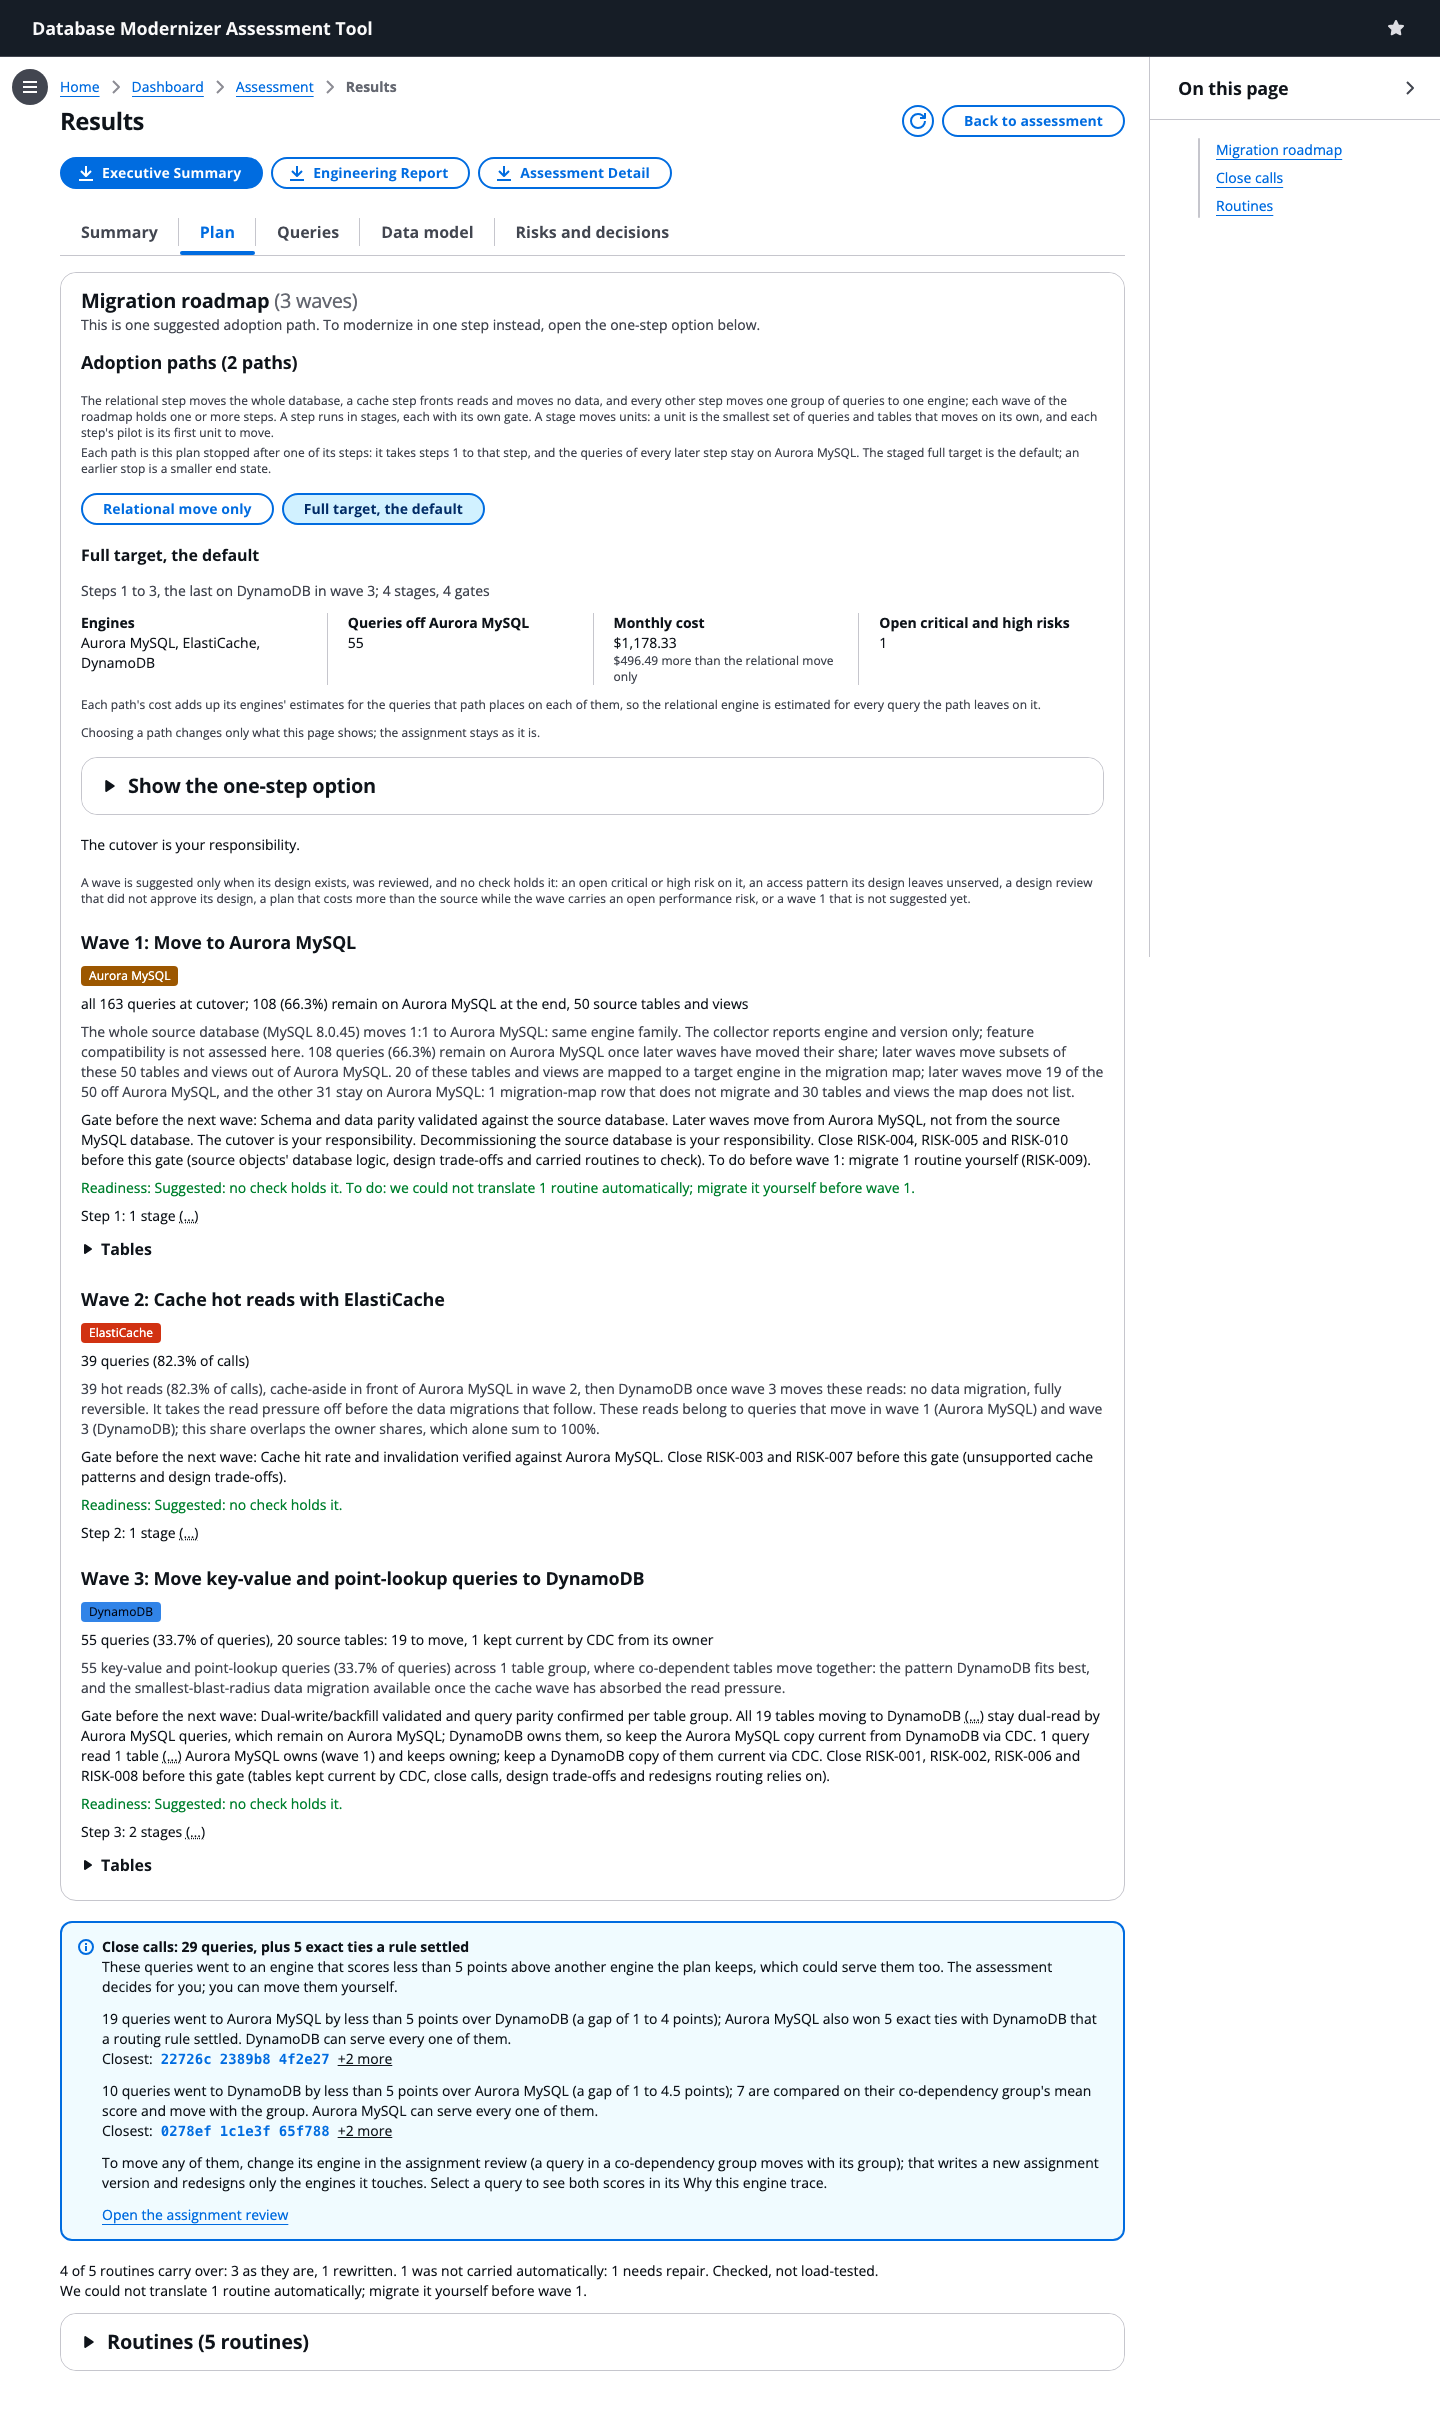 Database Modernizer Assessment Tool
Home
Dashboard
Assessment
Results
Results
Back to assessment
Executive Summary
Engineering Report
Assessment Detail
Summary
Plan
Queries
Data model
Risks and decisions
On this page
Migration roadmap
Close calls
Routines
Migration roadmap (3 waves)
This is one suggested adoption path. To modernize in one step instead, open the one-step option below.
Adoption paths (2 paths)
The relational step moves the whole database, a cache step fronts reads and moves no data, and every other step moves one group of queries to one engine; each wave of the
roadmap holds one or more steps. A step runs in stages, each with its own gate. A stage moves units: a unit is the smallest set of queries and tables that moves on its own, and each
step's pilot is its first unit to move.
Each path is this plan stopped after one of its steps: it takes steps 1 to that step, and the queries of every later step stay on Aurora MySQL. The staged full target is the default; an
earlier stop is a smaller end state.
Relational move only
Full target, the default
Full target, the default
Steps 1 to 3, the last on DynamoDB in wave 3; 4 stages, 4 gates
Engines
Aurora MySQL, ElastiCache,
DynamoDB
Queries off Aurora MySQL
55
Monthly cost
$1,178.33
$496.49 more than the relational move
only
Open critical and high risks
1
Each path's cost adds up its engines' estimates for the queries that path places on each of them, so the relational engine is estimated for every query the path leaves on it.
Choosing a path changes only what this page shows; the assignment stays as it is.
Show the one-step option
The cutover is your responsibility.
A wave is suggested only when its design exists, was reviewed, and no check holds it: an open critical or high risk on it, an access pattern its design leaves unserved, a design review
that did not approve its design, a plan that costs more than the source while the wave carries an open performance risk, or a wave 1 that is not suggested yet.
Wave 1: Move to Aurora MySQL
Aurora MySQL
all 163 queries at cutover; 108 (66.3%) remain on Aurora MySQL at the end, 50 source tables and views
The whole source database (MySQL 8.0.45) moves 1:1 to Aurora MySQL: same engine family. The collector reports engine and version only; feature
compatibility is not assessed here. 108 queries (66.3%) remain on Aurora MySQL once later waves have moved their share; later waves move subsets of
these 50 tables and views out of Aurora MySQL. 20 of these tables and views are mapped to a target engine in the migration map; later waves move 19 of the
50 off Aurora MySQL, and the other 31 stay on Aurora MySQL: 1 migration-map row that does not migrate and 30 tables and views the map does not list.
Gate before the next wave: Schema and data parity validated against the source database. Later waves move from Aurora MySQL, not from the source
MySQL database. The cutover is your responsibility. Decommissioning the source database is your responsibility. Close RISK-004, RISK-005 and RISK-010
before this gate (source objects' database logic, design trade-offs and carried routines to check). To do before wave 1: migrate 1 routine yourself (RISK-009).
Readiness: Suggested: no check holds it. To do: we could not translate 1 routine automatically; migrate it yourself before wave 1.
Step 1: 1 stage (...)
Tables
Wave 2: Cache hot reads with ElastiCache
ElastiCache
39 queries (82.3% of calls)
39 hot reads (82.3% of calls), cache-aside in front of Aurora MySQL in wave 2, then DynamoDB once wave 3 moves these reads: no data migration, fully
reversible. It takes the read pressure off before the data migrations that follow. These reads belong to queries that move in wave 1 (Aurora MySQL) and wave
3 (DynamoDB); this share overlaps the owner shares, which alone sum to 100%.
Gate before the next wave: Cache hit rate and invalidation verified against Aurora MySQL. Close RISK-003 and RISK-007 before this gate (unsupported cache
patterns and design trade-offs).
Readiness: Suggested: no check holds it.
Step 2: 1 stage (...)
Wave 3: Move key-value and point-lookup queries to DynamoDB
DynamoDB
55 queries (33.7% of queries), 20 source tables: 19 to move, 1 kept current by CDC from its owner
55 key-value and point-lookup queries (33.7% of queries) across 1 table group, where co-dependent tables move together: the pattern DynamoDB fits best,
and the smallest-blast-radius data migration available once the cache wave has absorbed the read pressure.
Gate before the next wave: Dual-write/backfill validated and query parity confirmed per table group. All 19 tables moving to DynamoDB (...) stay dual-read by
Aurora MySQL queries, which remain on Aurora MySQL; DynamoDB owns them, so keep the Aurora MySQL copy current from DynamoDB via CDC. 1 query
read 1 table (...) Aurora MySQL owns (wave 1) and keeps owning; keep a DynamoDB copy of them current via CDC. Close RISK-001, RISK-002, RISK-006 and
RISK-008 before this gate (tables kept current by CDC, close calls, design trade-offs and redesigns routing relies on).
Readiness: Suggested: no check holds it.
Step 3: 2 stages (...)
Tables
Close calls: 29 queries, plus 5 exact ties a rule settled
These queries went to an engine that scores less than 5 points above another engine the plan keeps, which could serve them too. The assessment
decides for you; you can move them yourself.
19 queries went to Aurora MySQL by less than 5 points over DynamoDB (a gap of 1 to 4 points); Aurora MySQL also won 5 exact ties with DynamoDB that
a routing rule settled. DynamoDB can serve every one of them.
Closest: 22726c 2389b8 4f2e27 +2 more
10 queries went to DynamoDB by less than 5 points over Aurora MySQL (a gap of 1 to 4.5 points); 7 are compared on their co-dependency group's mean
score and move with the group. Aurora MySQL can serve every one of them.
Closest: 0278ef 1c1e3f 65f788 +2 more
To move any of them, change its engine in the assignment review (a query in a co-dependency group moves with its group); that writes a new assignment
version and redesigns only the engines it touches. Select a query to see both scores in its Why this engine trace.
Open the assignment review
4 of 5 routines carry over: 3 as they are, 1 rewritten. 1 was not carried automatically: 1 needs repair. Checked, not load-tested.
We could not translate 1 routine automatically; migrate it yourself before wave 1.
Routines (5 routines)